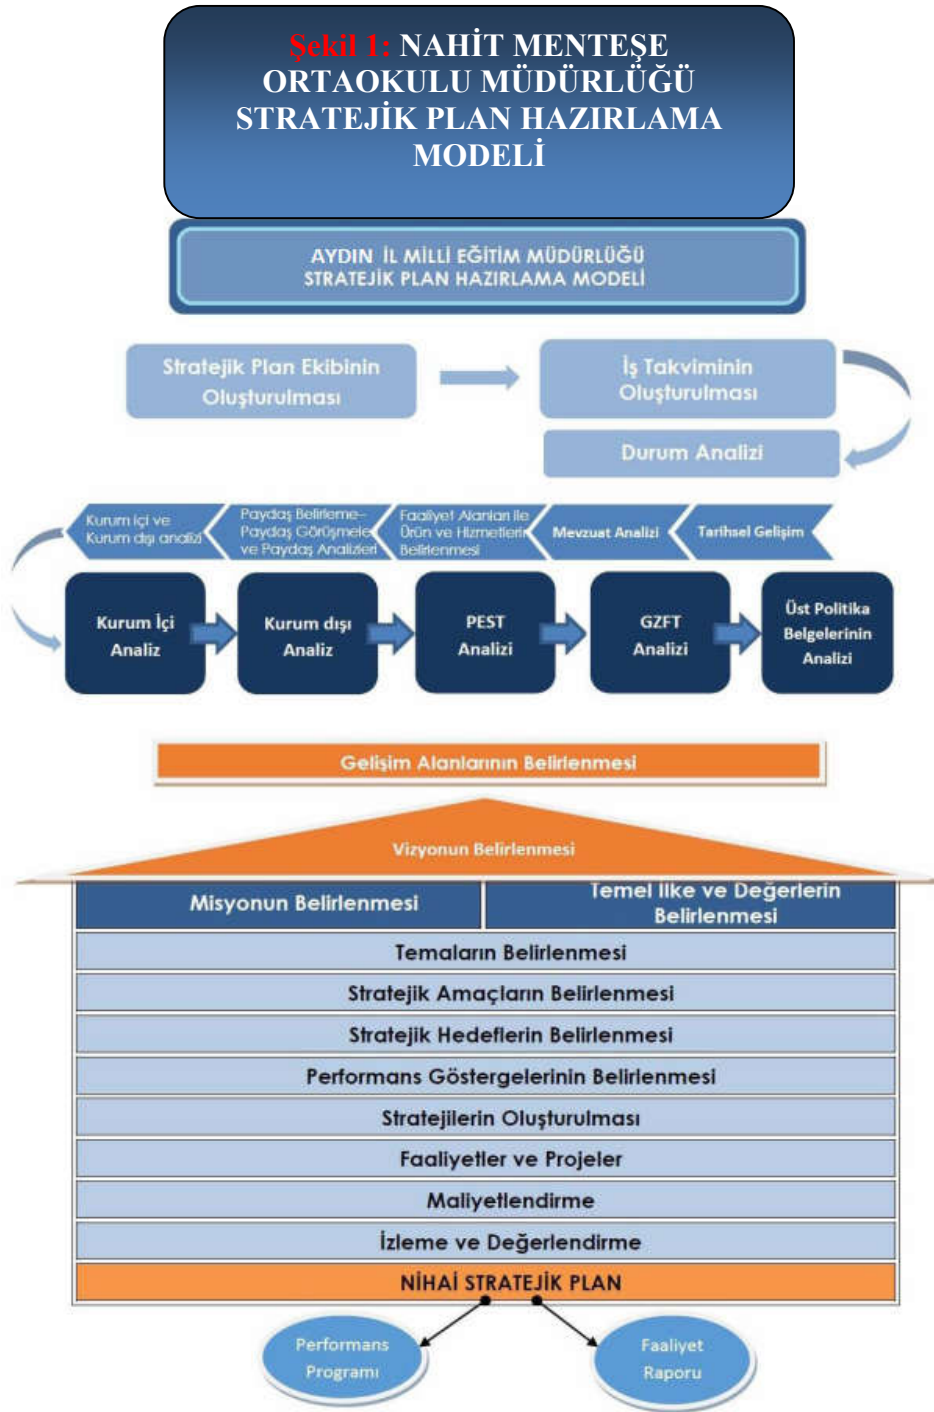 Şekil 1: NAHİT MENTEŞE
ORTAOKULU MÜDÜRLÜĞÜ
STRATEJİK PLAN HAZIRLAMA
MODELİ
AYDIN İL MİLLİ EĞİTİM MÜDÜRLÜĞÜ
STRATEJİK PLAN HAZIRLAMA MODELİ
Stratejik Plan Ekibinin
Oluşturulması
İş Takviminin
Oluşturulması
Durum Analizi
Kurum içi ve
Kurum dışı analizi
Paydaş Belirleme–
Paydaş Görüşmele
ve Paydaş Analizleri
Faaliyet Alanları ile
Ürün ve Hizmetlerin
Belirlenmesi
Mevzuat Analizi
Tarihsel Gelişim
Kurum İçi
Analiz
Kurum dışı
Analiz
PEST
Analizi
GZFT
Analizi
Üst Politika
Belgelerinin
Analizi
Gelişim Alanlarının Belirlenmesi
Vizyonun Belirlenmesi
Misyonun Belirlenmesi
Temel İlke ve Değerlerin
Belirlenmesi
Temaların Belirlenmesi
Stratejik Amaçların Belirlenmesi
Stratejik Hedeflerin Belirlenmesi
Performans Göstergelerinin Belirlenmesi
Stratejilerin Oluşturulması
Faaliyetler ve Projeler
Maliyetlendirme
İzleme ve Değerlendirme
NİHAİ STRATEJİK PLAN
Performans
Programı
Faaliyet
Raporu